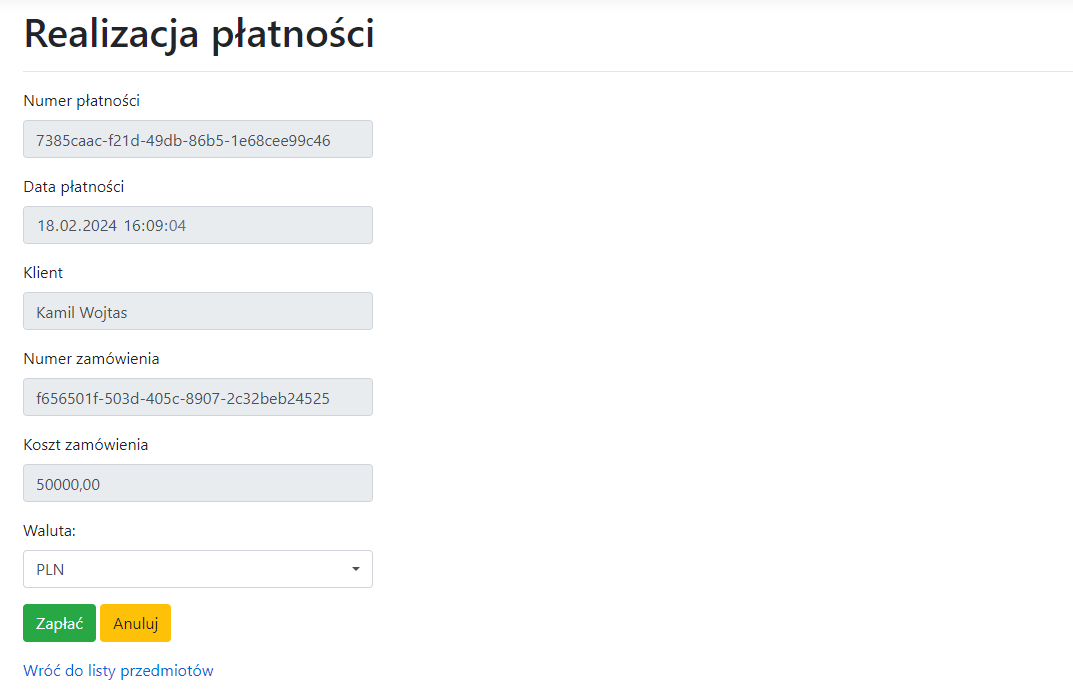 Realizacja płatności
Numer płatności
7385caac-f21d-49db-86b5-1e68cee99c46
Data płatności
18.02.2024 16:09:04
Klient
Kamil Wojtas
Numer zamówienia
f656501f-503d-405c-8907-2c32beb24525
Koszt zamówienia
50000,00
Waluta:
PLN
Zapłać Anuluj
Wróć do listy przedmiotów